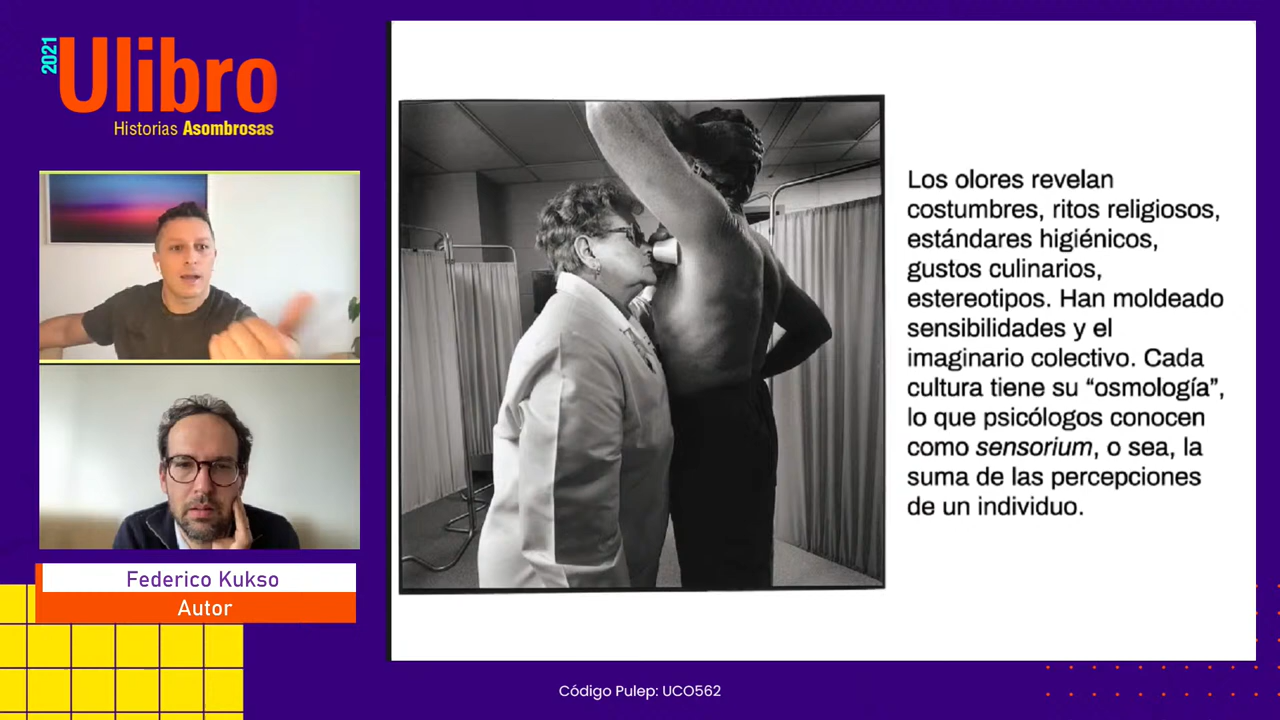 2021
Ulibro
Historias Asombrosas
Los olores revelan
costumbres, ritos religiosos,
estándares higiénicos,
gustos culinarios,
estereotipos. Han moldeado
sensibilidades y el
imaginario colectivo. Cada
cultura tiene su “osmología”,
lo que psicólogos conocen
como sensorium, o sea, la
suma de las percepciones
de un individuo.
Federico Kukso
Autor
Código Pulep: UCO562